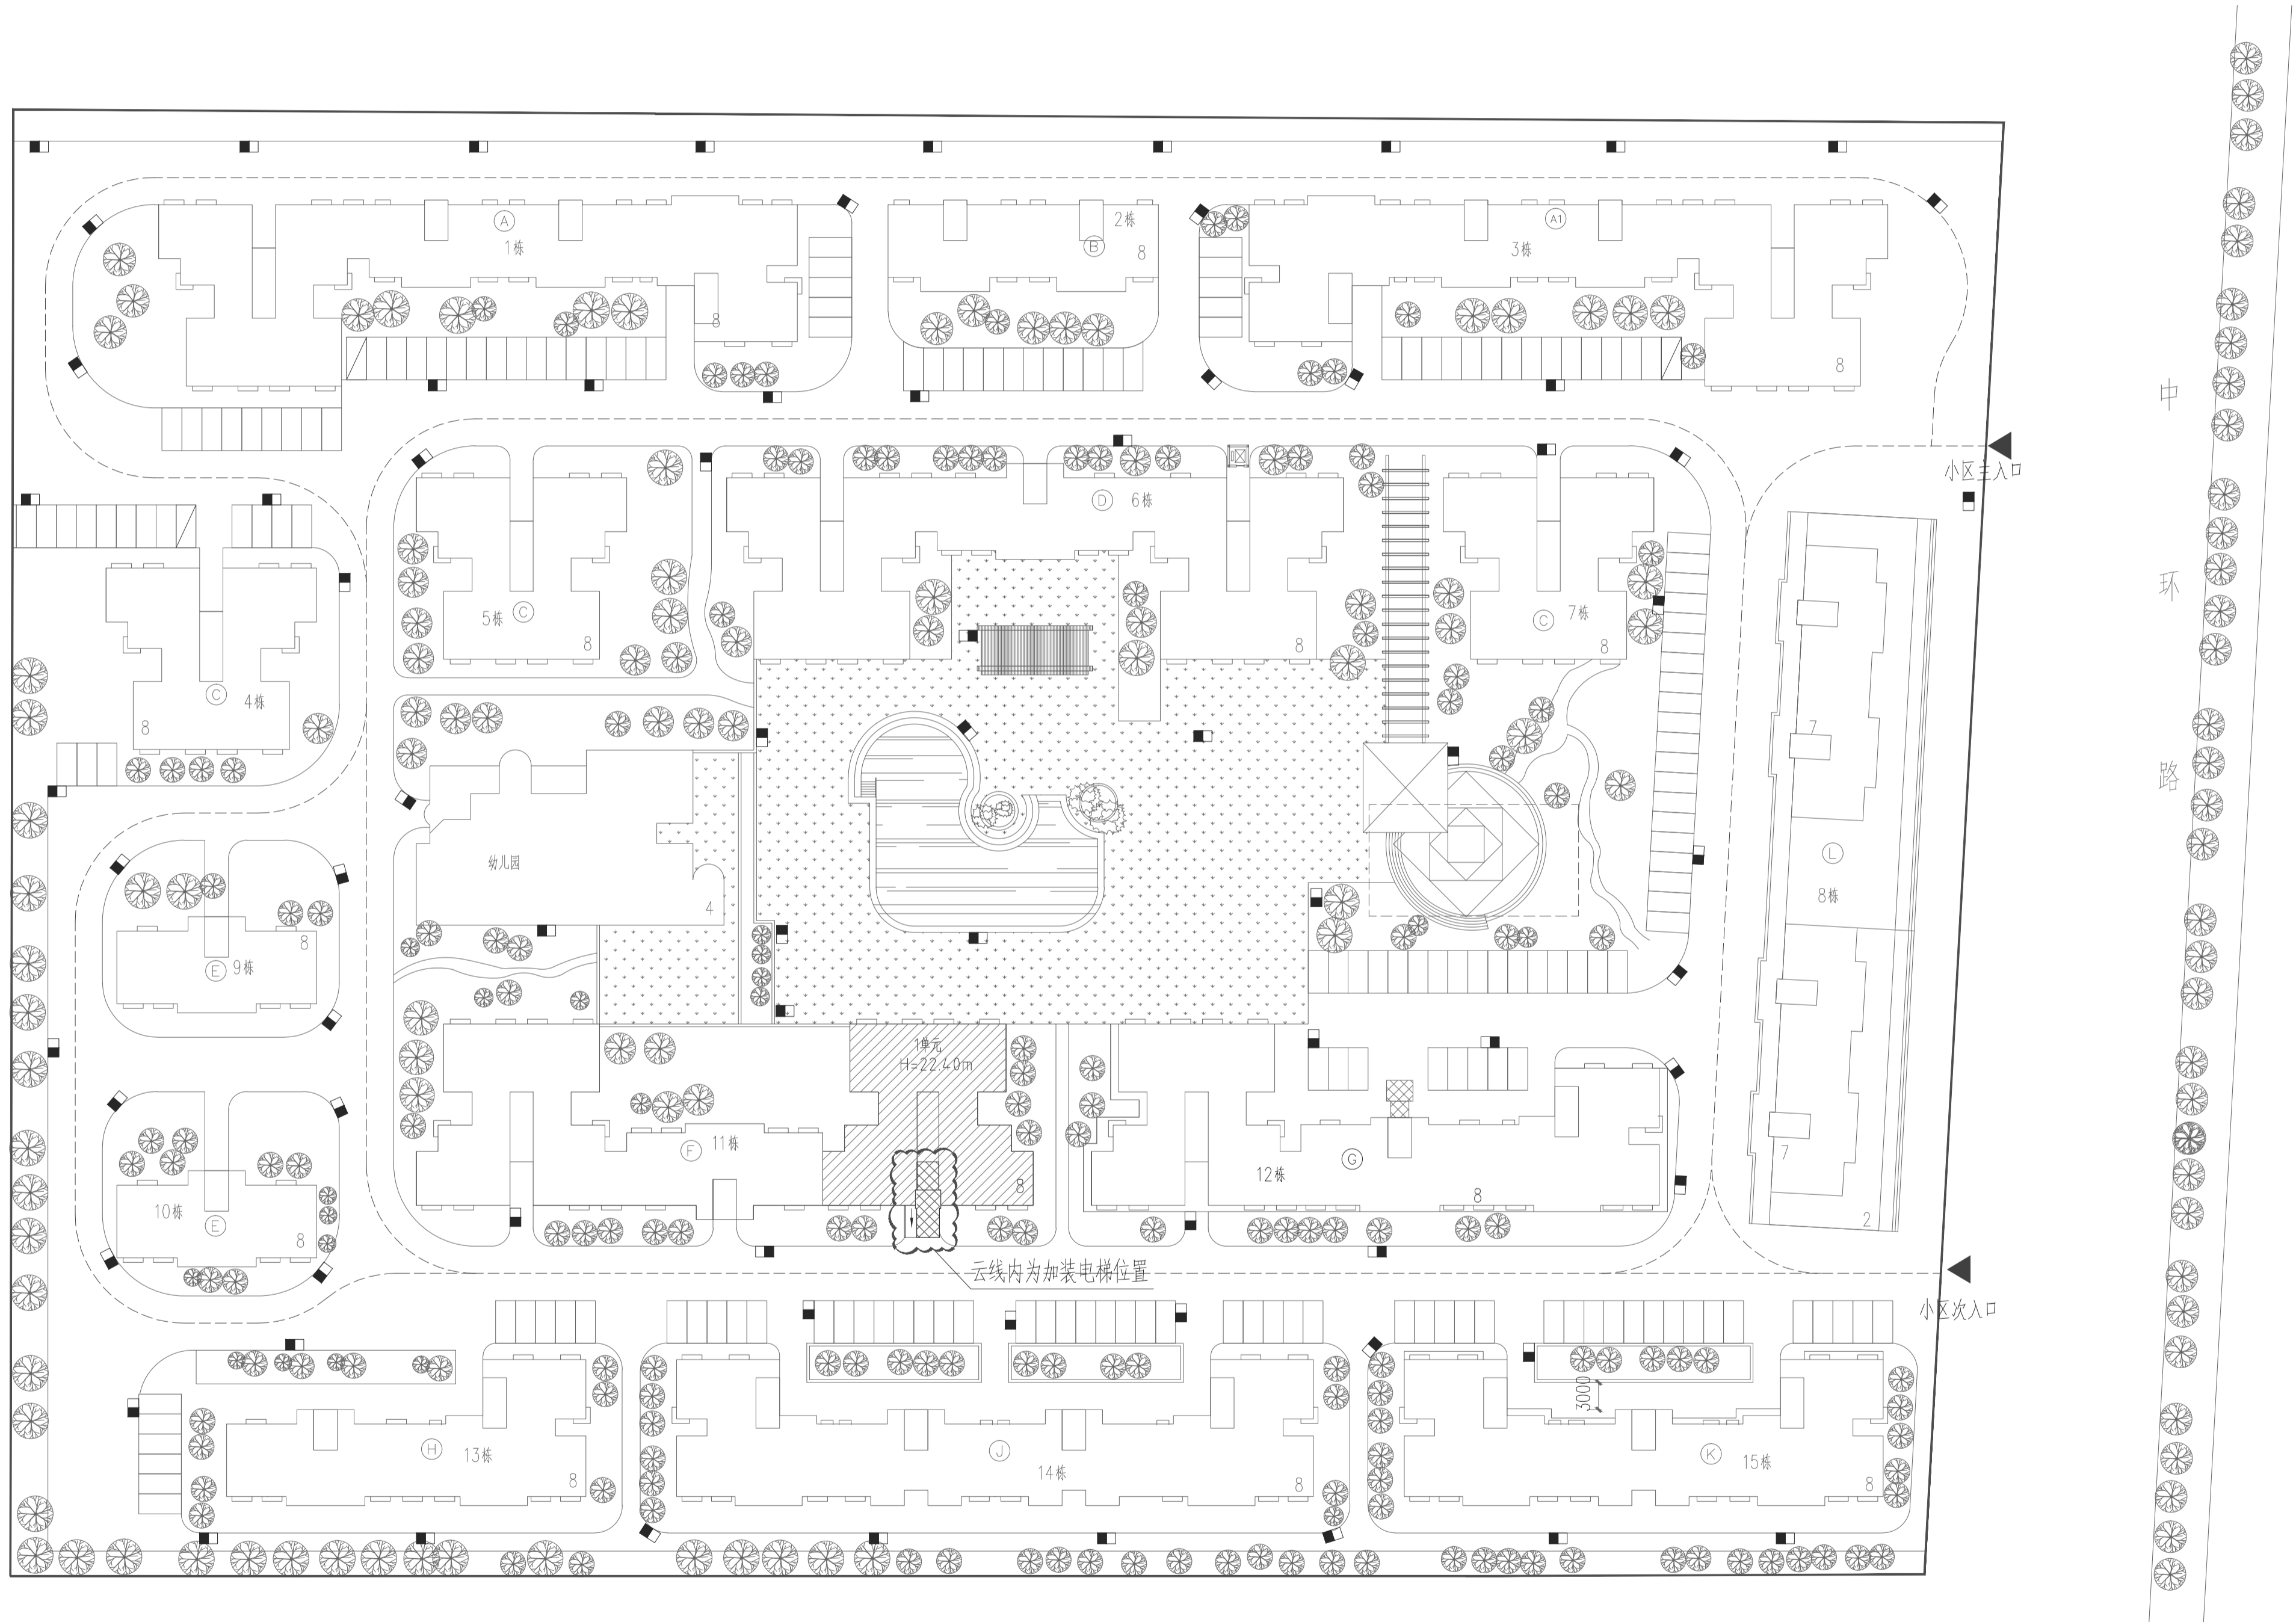 A
1栋
8
2栋
B
8
A1
3栋
8
中
环
路
小区主入口
D
6栋
8
5栋
C
8
C
7栋
8
C
4栋
8
7
L
8栋
7
2
幼儿园
4
8
E
9栋
1单元
H=22.40m
8
F
11栋
12栋
G
8
10栋
E
8
云线内为加装电梯位置
小区次入口
3000
H
13栋
8
J
14栋
8
K
15栋
8